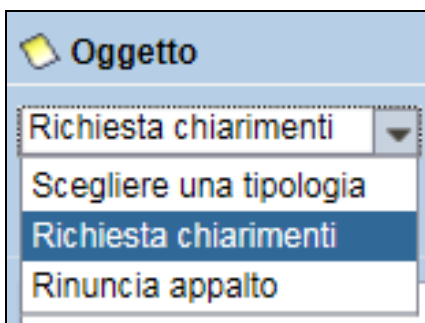 Oggetto
Richiesta chiarimenti
Scegliere una tipologia
Richiesta chiarimenti
Rinuncia appalto